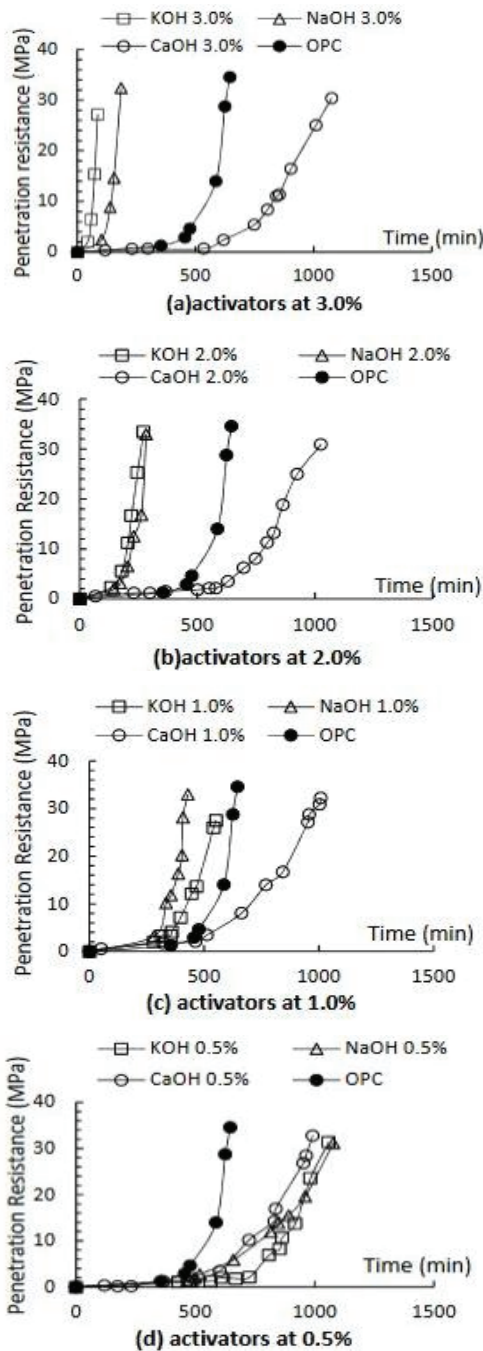 KOH 3.0% NaOH 3.0%
CaOH 3.0% OPC
Penetration resistance (MPa)
40
30
20
10
0
0 500 1000 1500
Time (min)
(a)activators at 3.0%
KOH 2.0% NaOH 2.0%
CaOH 2.0% OPC
Penetration Resistance (MPa)
40
30
20
10
0
0 500 1000 1500
Time (min)
(b)activators at 2.0%
KOH 1.0% NaOH 1.0%
CaOH 1.0% OPC
Penetration Resistance (MPa)
40
30
20
10
0
0 500 1000 1500
Time (min)
(c) activators at 1.0%
KOH 0.5% NaOH 0.5%
CaOH 0.5% OPC
Penetration Resistance (MPa)
40
30
20
10
0
0 500 1000 1500
Time (min)
(d) activators at 0.5%